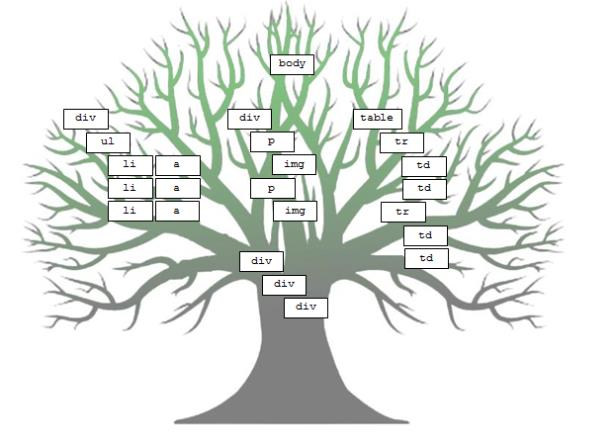 body
div
ul
li a
li a
li a
div
p
img
p
img
table
tr
td
td
tr
td
td
div
div
div